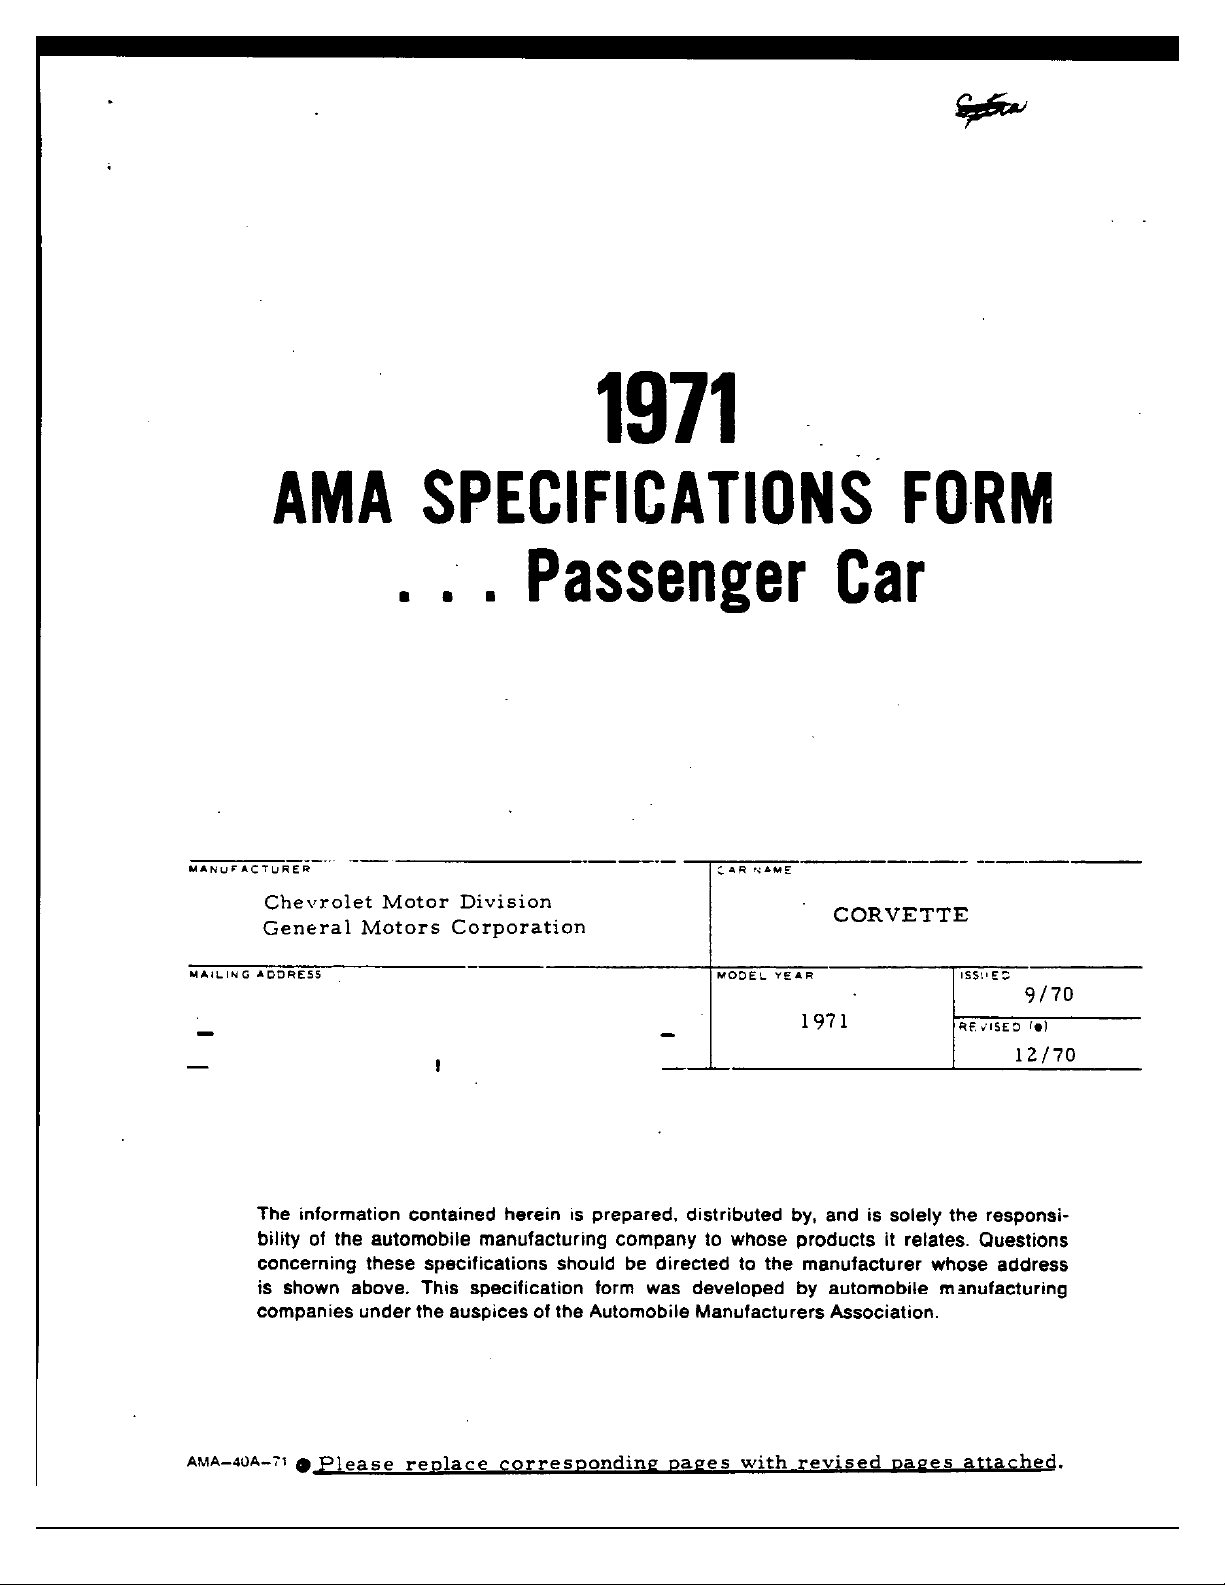 1971
AMA SPECIFICATIONS FORM
. . . Passenger Car
MANUFACTURER
Chevrolet Motor Division
General Motors Corporation
CAR NAME
CORVETTE
MAILING ADDRESS
MODEL YEAR
1971
ISSUED
9/70
REVISED (●)
12/70
The information contained herein is prepared, distributed by, and is solely the responsi-
bility of the automobile manufacturing company to whose products it relates. Questions
concerning these specifications should be directed to the manufacturer whose address
is shown above. This specification form was developed by automobile manufacturing
companies under the auspices of the Automobile Manufacturers Association.
AMA-40A-71 ● Please replace corresponding pages with revised pages attached.